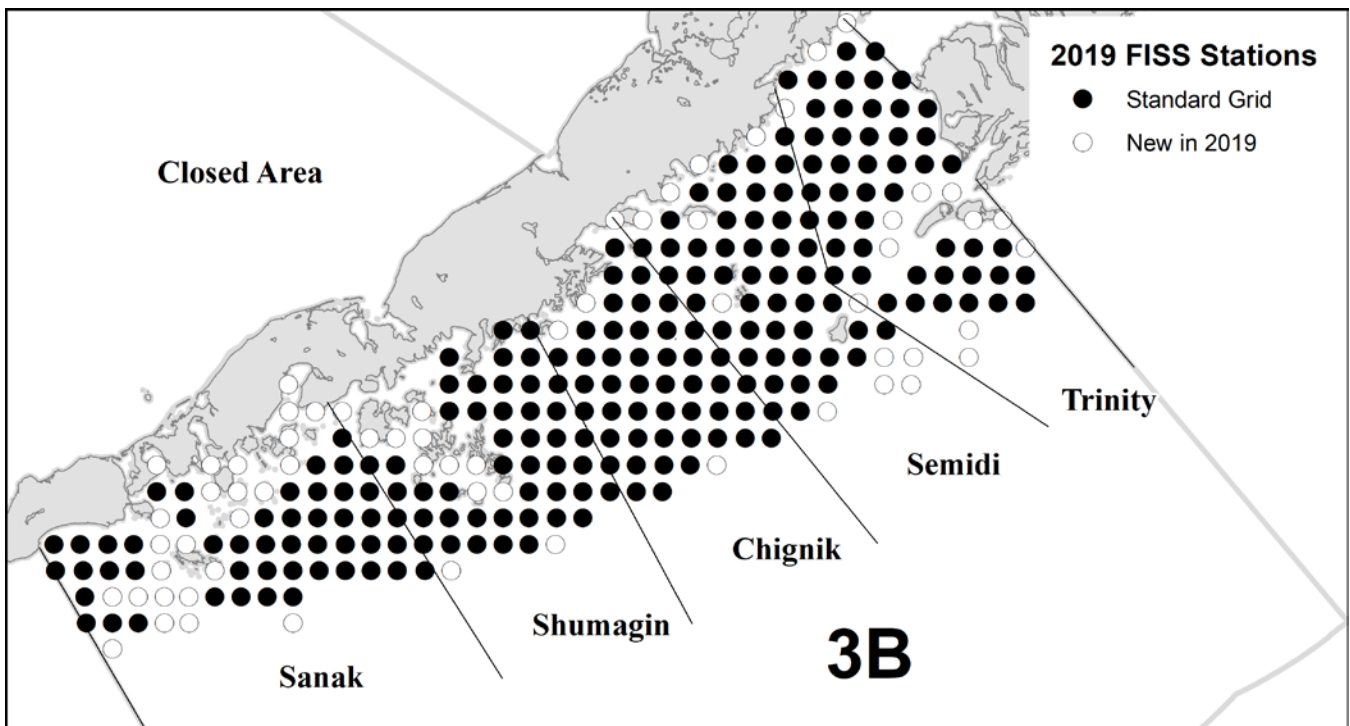 2019 FISS Stations
Standard Grid
New in 2019
Closed Area
Trinity
Semidi
Chignik
Shumagin
3B
Sanak